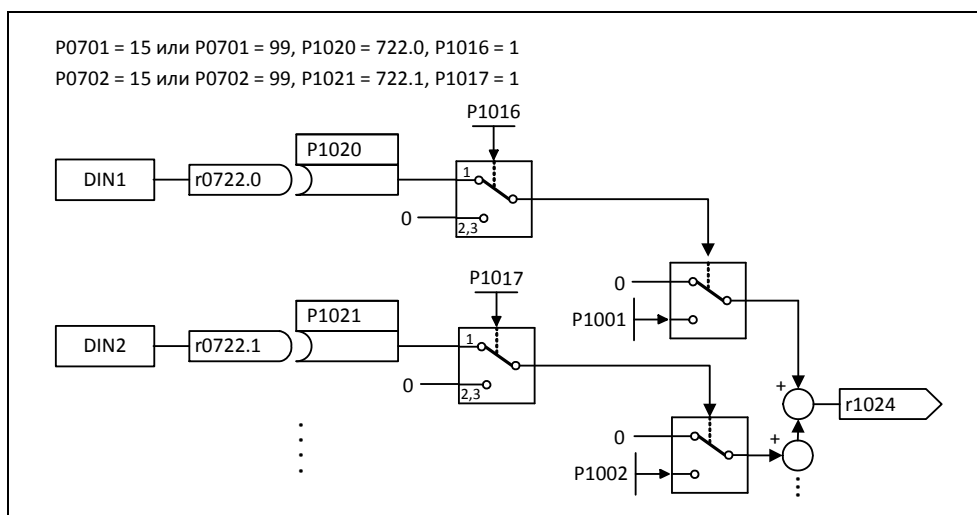 P0701 = 15 или P0701 = 99, P1020 = 722.0, P1016 = 1
P0702 = 15 или P0702 = 99, P1021 = 722.1, P1017 = 1
P1016
P1020
DIN1
r0722.0
1
0
2,3
P1017
0
P1001
P1021
DIN2
r0722.1
1
0
2,3
+
r1024
0
+
P1002